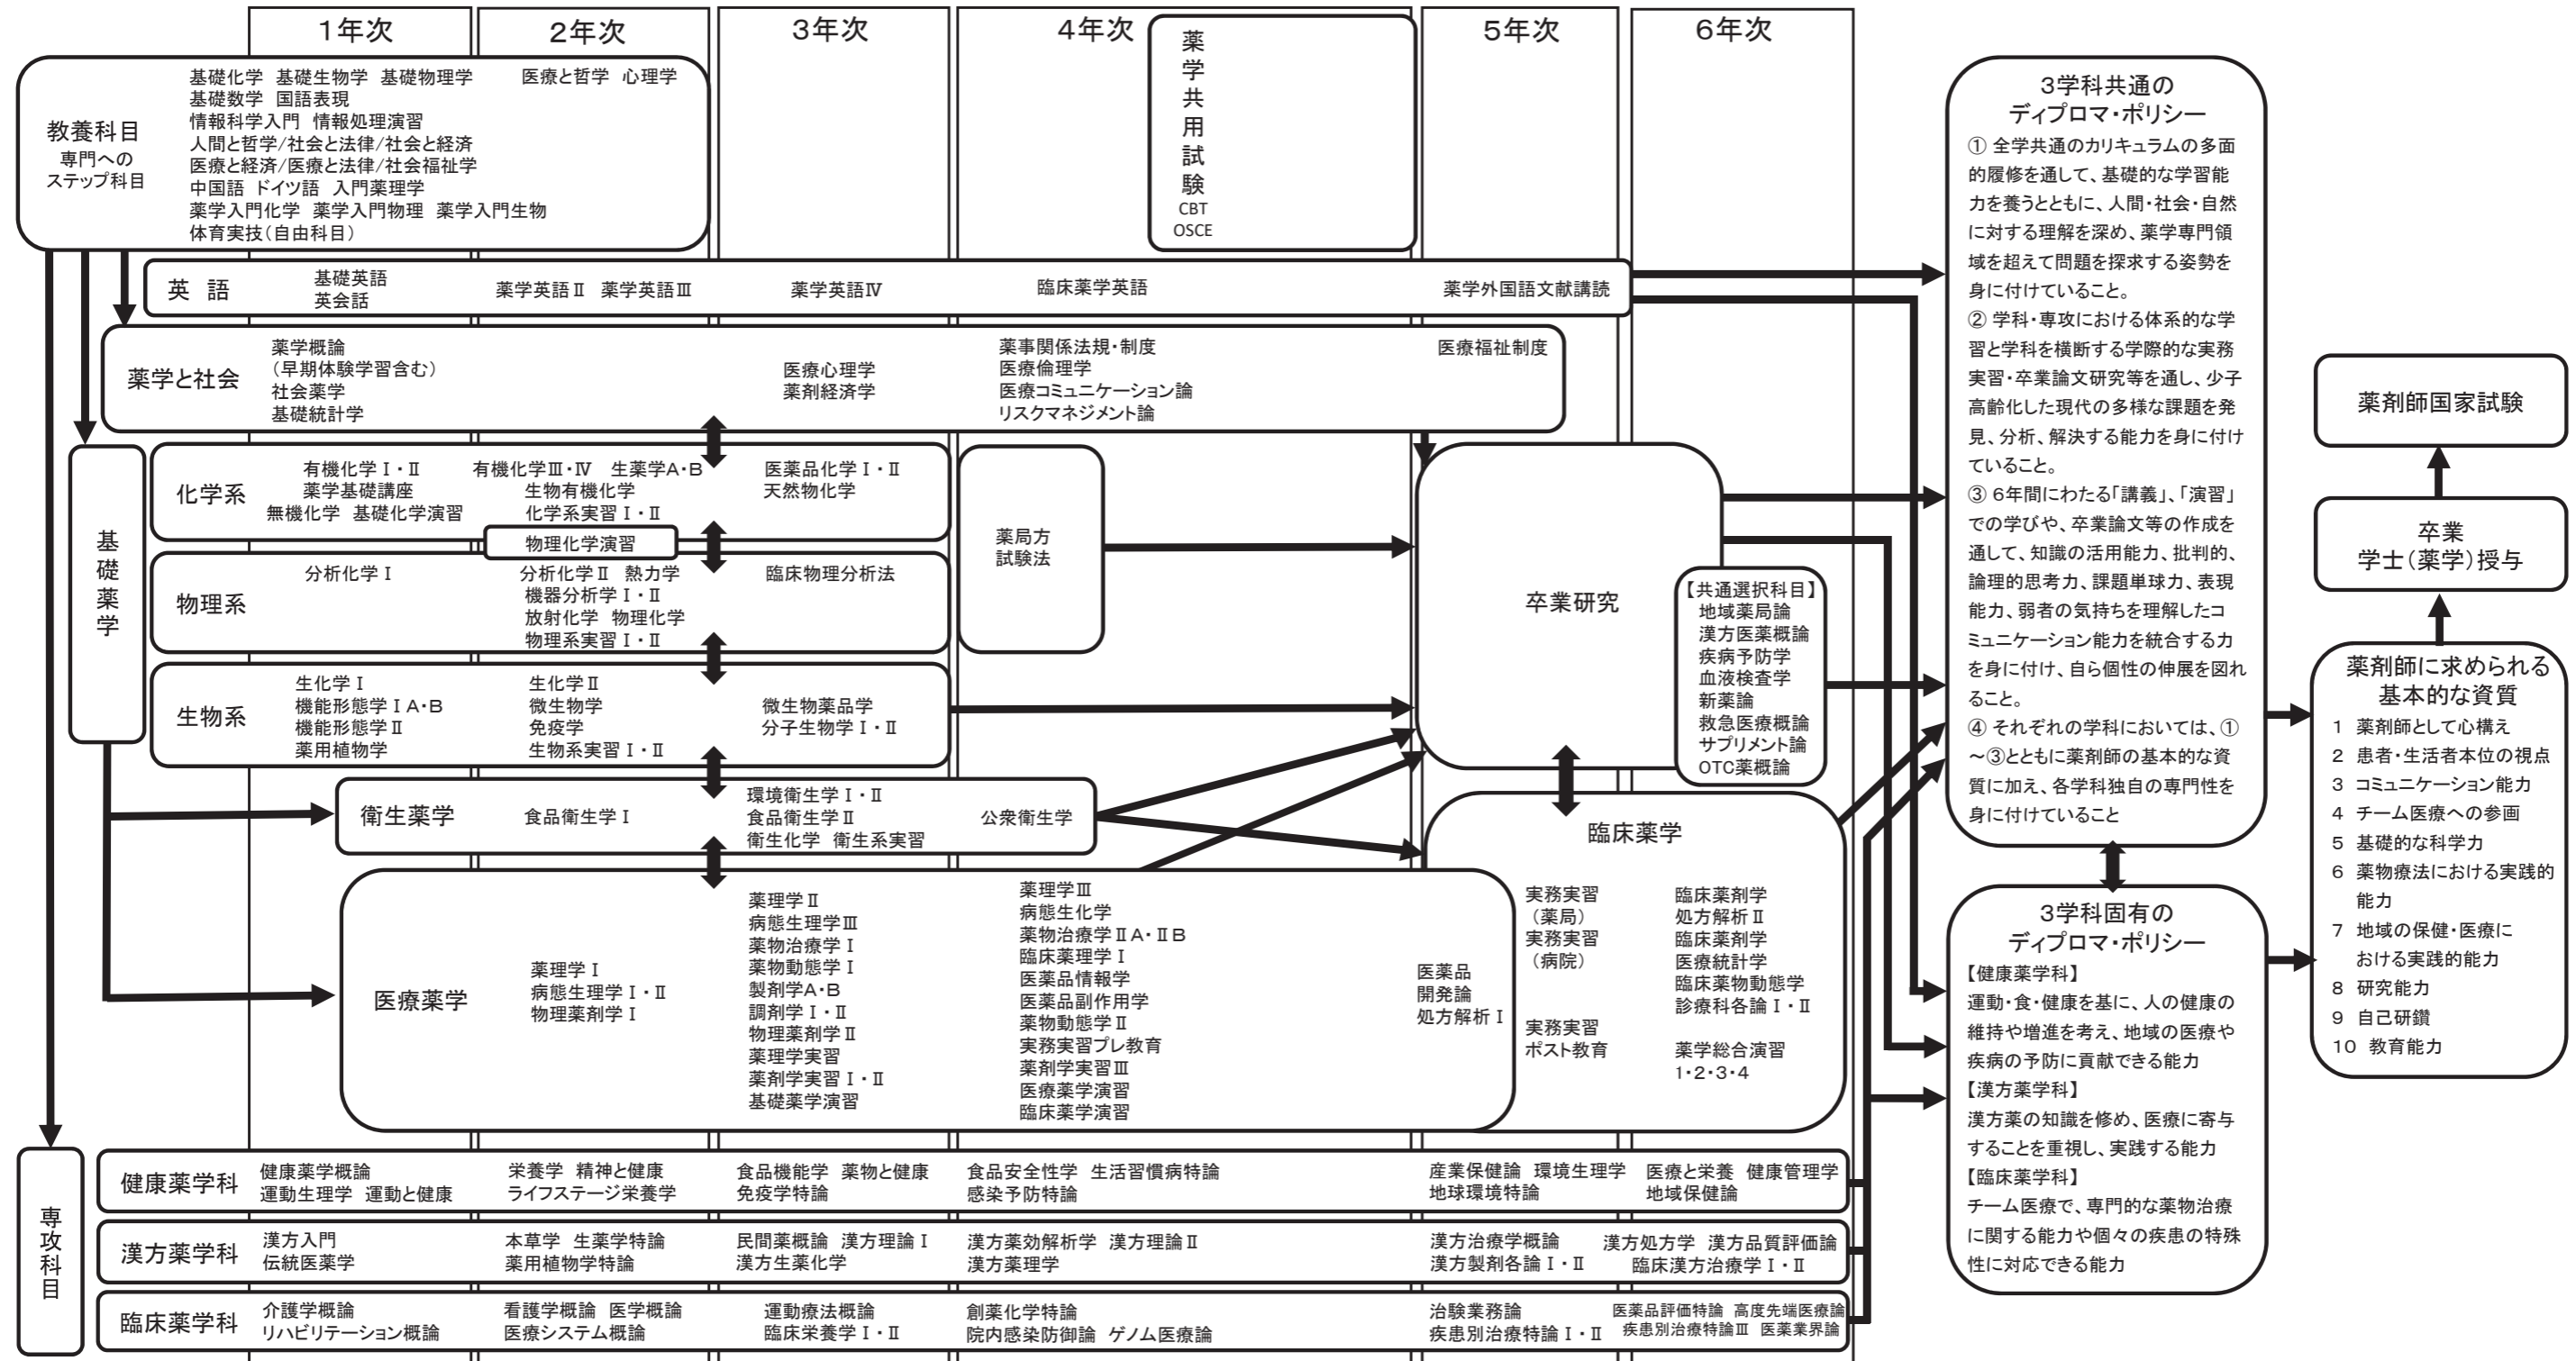 1年次
2年次
3年次
4年次
5年次
6年次
薬学共用試験
CBT
OSCE
教養科目
専門への
ステップ科目
基礎化学 基礎生物学 基礎物理学
基礎数学 国語表現
情報科学入門 情報処理演習
人間と哲学/社会と法律/社会と経済
医療と経済/医療と法律/社会福祉学
中国語 ドイツ語 入門薬理学
薬学入門化学 薬学入門物理 薬学入門生物
体育実技(自由科目)
医療と哲学 心理学
英 語
基礎英語
英会話
薬学英語Ⅱ 薬学英語Ⅲ
薬学英語Ⅳ
臨床薬学英語
薬学外国語文献講読
薬学と社会
薬学概論
(早期体験学習含む)
社会薬学
基礎統計学
医療心理学
薬剤経済学
薬事関係法規・制度
医療倫理学
医療コミュニケーション論
リスクマネジメント論
医療福祉制度
基礎薬学
化学系
有機化学Ⅰ・Ⅱ
薬学基礎講座
無機化学 基礎化学演習
有機化学Ⅲ・Ⅳ 生薬学A・B
生物有機化学
化学系実習Ⅰ・Ⅱ
医薬品化学Ⅰ・Ⅱ
天然物化学
物理化学演習
物理系
分析化学Ⅰ
分析化学Ⅱ 熱力学
機器分析学Ⅰ・Ⅱ
放射化学 物理化学
物理系実習Ⅰ・Ⅱ
臨床物理分析法
薬局方
試験法
生物系
生化学Ⅰ
機能形態学ⅠA・B
機能形態学Ⅱ
薬用植物学
生化学Ⅱ
微生物学
免疫学
生物系実習Ⅰ・Ⅱ
微生物薬品学
分子生物学Ⅰ・Ⅱ
衛生薬学
食品衛生学Ⅰ
環境衛生学Ⅰ・Ⅱ
食品衛生学Ⅱ
衛生化学 衛生系実習
公衆衛生学
医療薬学
薬理学Ⅰ
病態生理学Ⅰ・Ⅱ
物理薬剤学Ⅰ
薬理学Ⅱ
病態生理学Ⅲ
薬物治療学Ⅰ
薬物動態学Ⅰ
製剤学A・B
調剤学Ⅰ・Ⅱ
物理薬剤学Ⅱ
薬理学実習
薬剤学実習Ⅰ・Ⅱ
基礎薬学演習
薬理学Ⅲ
病態生化学
薬物治療学ⅡA・ⅡB
臨床薬理学Ⅰ
医薬品情報学
医薬品副作用学
薬物動態学Ⅱ
実務実習プレ教育
薬剤学実習Ⅲ
医療薬学演習
臨床薬学演習
医薬品
開発論
処方解析Ⅰ
卒業研究
【共通選択科目】
地域薬局論
漢方医薬概論
疾病予防学
血液検査学
新薬論
救急医療概論
サプリメント論
OTC薬概論
臨床薬学
実務実習
(薬局)
実務実習
(病院)
実務実習
ポスト教育
臨床薬剤学
処方解析Ⅱ
臨床薬剤学
医療統計学
臨床薬物動態学
診療科各論Ⅰ・Ⅱ
薬学総合演習
1・2・3・4
専攻科目
健康薬学科
健康薬学概論
運動生理学 運動と健康
栄養学 精神と健康
ライフステージ栄養学
食品機能学 薬物と健康
免疫学特論
食品安全性学 生活習慣病特論
感染予防特論
産業保健論 環境生理学
地球環境特論
医療と栄養 健康管理学
地域保健論
漢方薬学科
漢方入門
伝統医薬学
本草学 生薬学特論
薬用植物学特論
民間薬概論 漢方理論Ⅰ
漢方生薬化学
漢方薬効解析学 漢方理論Ⅱ
漢方薬理学
漢方治療学概論
漢方製剤各論Ⅰ・Ⅱ
漢方処方学 漢方品質評価論
臨床漢方治療学Ⅰ・Ⅱ
臨床薬学科
介護学概論
リハビリテーション概論
看護学概論 医学概論
医療システム概論
運動療法概論
臨床栄養学Ⅰ・Ⅱ
創薬化学特論
院内感染防御論 ゲノム医療論
治験業務論
疾患別治療特論Ⅰ・Ⅱ
医薬品評価特論 高度先端医療論
疾患別治療特論Ⅲ 医薬業界論
3学科共通の
ディプロマ・ポリシー
① 全学共通のカリキュラムの多面
的履修を通して、基礎的な学習能
力を養うとともに、人間・社会・自然
に対する理解を深め、薬学専門領
域を超えて問題を探求する姿勢を
身に付けていること。
② 学科・専攻における体系的な学
習と学科を横断する学際的な実務
実習・卒業論文研究等を通し、少子
高齢化した現代の多様な課題を発
見、分析、解決する能力を身に付け
ていること。
③ 6年間にわたる「講義」、「演習」
での学びや、卒業論文等の作成を
通して、知識の活用能力、批判的、
論理的思考力、課題単球力、表現
能力、弱者の気持ちを理解したコ
ミュニケーション能力を統合する力
を身に付け、自ら個性の伸展を図れ
ること。
④ それぞれの学科においては、①
~③とともに薬剤師の基本的な資
質に加え、各学科独自の専門性を
身に付けていること
3学科固有の
ディプロマ・ポリシー
【健康薬学科】
運動・食・健康を基に、人の健康の
維持や増進を考え、地域の医療や
疾病の予防に貢献できる能力
【漢方薬学科】
漢方薬の知識を修め、医療に寄与
することを重視し、実践する能力
【臨床薬学科】
チーム医療で、専門的な薬物治療
に関する能力や個々の疾患の特殊
性に対応できる能力
薬剤師国家試験
卒業
学士(薬学)授与
薬剤師に求められる
基本的な資質
1 薬剤師として心構え
2 患者・生活者本位の視点
3 コミュニケーション能力
4 チーム医療への参画
5 基礎的な科学力
6 薬物療法における実践的
能力
7 地域の保健・医療に
おける実践的能力
8 研究能力
9 自己研鑽
10 教育能力